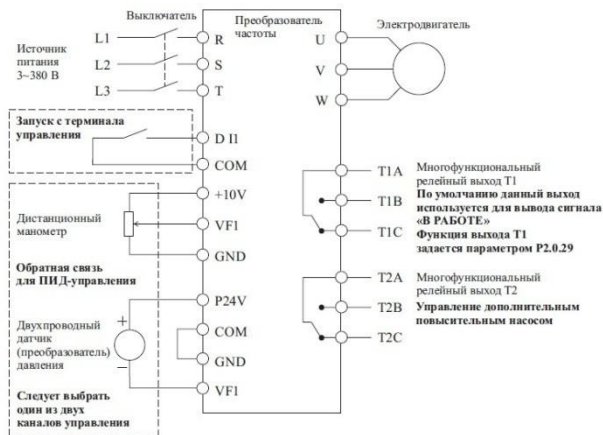 Выключатель
Преобразователь
частоты
Электродвигатель
Источник
питания
3~380 В
L1
R
U
L2
S
V
L3
T
W
Запуск с терминала
управления
D I1
COM
+10V
Дистанционный
манометр
VF1
GND
Обратная связь
для ПИД-управления
P24V
+
Двухпроводный
датчик
(преобразователь)
давления
–
COM
GND
VF1
Следует выбрать
один из двух
каналов управления
T1A
Многофункциональный
релейный выход T1
T1B
По умолчанию данный выход
используется для вывода сигнала
«В РАБОТЕ»
T1C
Функция выхода T1
задается параметром P2.0.29
T2A
Многофункциональный
релейный выход T2
T2B
Управление дополнительным
повысительным насосом
T2C